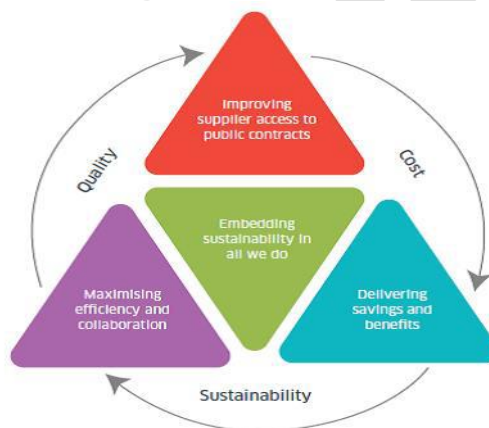 Improving
supplier access to
public contracts
Quality
Cost
Embedding
sustainability in
all we do
Maximising
efficiency and
collaboration
Delivering
savings and
benefits
Sustainability